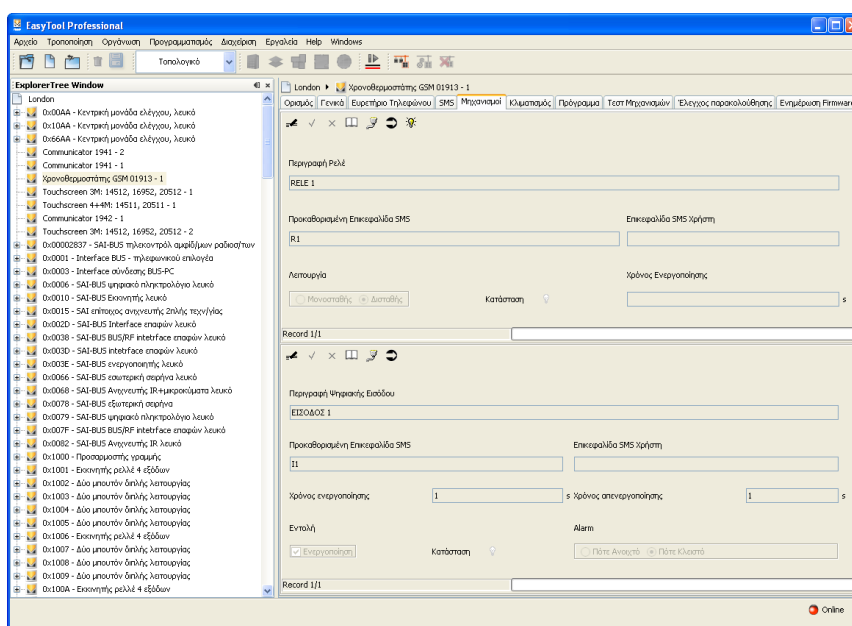 EasyTool Professional
Αρχείο Τροποποίηση Οργάνωση Προγραμματισμός Διαχείριση Εργαλεία Help Windows
Τοπολογικό
ExplorerTree Window
London
0x00AA - Κεντρική μονάδα ελέγχου, λευκό
0x10AA - Κεντρική μονάδα ελέγχου, λευκό
0x66AA - Κεντρική μονάδα ελέγχου, λευκό
Communicator 1941 - 2
Communicator 1941 - 1
Χρονοθερμοστάτης GSM 01913 - 1
Touchscreen 3M: 14512, 16952, 20512 - 1
Touchscreen 4+4M: 14511, 20511 - 1
Communicator 1942 - 1
Touchscreen 3M: 14512, 16952, 20512 - 2
0x00002837 - SAI-BUS τηλεκοντρόλ αμφίδ/μων ραδιοσ/των
0x0001 - Interface BUS - τηλεφωνικού επιλογέα
0x0003 - Interface σύνδεσης BUS-PC
0x0006 - SAI-BUS ψηφιακό πληκτρολόγιο λευκό
0x0010 - SAI-BUS Εκκινητής λευκό
0x0015 - SAI επίτοιχος ανιχνευτής 2πλής τεχν/γίας
0x002D - SAI-BUS Interface επαφών λευκό
0x0038 - SAI-BUS BUS/RF intetrface επαφών λευκό
0x003D - SAI-BUS intetrface επαφών λευκό
0x003E - SAI-BUS ενεργοποιητής λευκό
0x0066 - SAI-BUS εσωτερική σειρήνα λευκό
0x0068 - SAI-BUS Ανιχνευτής IR+μικροκύματα λευκό
0x0078 - SAI-BUS εξωτερική σειρήνα
0x0079 - SAI-BUS ψηφιακό πληκτρολόγιο λευκό
0x007F - SAI-BUS BUS/RF intetrface επαφών λευκό
0x0082 - SAI-BUS Ανιχνευτής IR λευκό
0x1000 - Προσαρμοστής γραμμής
0x1001 - Εκκινητής ρελλέ 4 εξόδων
0x1002 - Δύο μπουτόν διπλής λειτουργίας
0x1003 - Δύο μπουτόν διπλής λειτουργίας
0x1004 - Δύο μπουτόν διπλής λειτουργίας
0x1005 - Δύο μπουτόν διπλής λειτουργίας
0x1006 - Εκκινητής ρελλέ 4 εξόδων
0x1007 - Δύο μπουτόν διπλής λειτουργίας
0x1008 - Δύο μπουτόν διπλής λειτουργίας
0x1009 - Δύο μπουτόν διπλής λειτουργίας
0x100A - Εκκινητής ρελλέ 4 εξόδων
London Χρονοθερμοστάτης GSM 01913 - 1
Ορισμός Γενικά Ευρετήριο Τηλεφώνου SMS Μηχανισμοί Κλιματισμός Πρόγραμμα Τεστ Μηχανισμών Έλεγχος παρακολούθησης Ενημέρωση Firmware
Περιγραφή Ρελέ
RELE 1
Προκαθορισμένη Επικεφαλίδα SMS Επικεφαλίδα SMS Χρήστη
R1
Λειτουργία Χρόνος Ενεργοποίησης
Μονοσταθής Δισταθής Κατάσταση s
Record 1/1
Περιγραφή Ψηφιακής Εισόδου
ΕΙΣΟΔΟΣ 1
Προκαθορισμένη Επικεφαλίδα SMS Επικεφαλίδα SMS Χρήστη
I1
Χρόνος ενεργοποίησης 1 s Χρόνος απενεργοποίησης 1 s
Εντολή Alarm
Ενεργοποίηση Κατάσταση Πότε Ανοιχτό Πότε Κλειστό
Record 1/1
Online